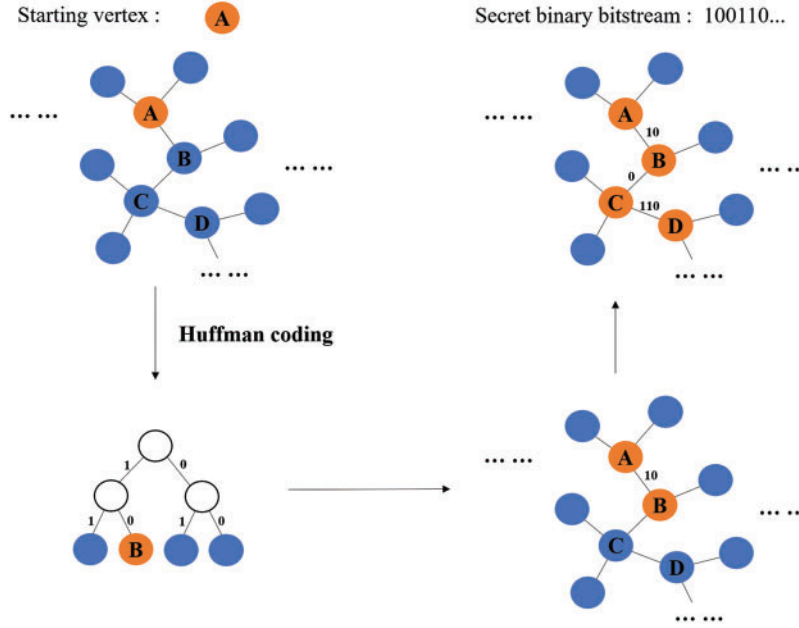 Starting vertex : A
Secret binary bitstream : 100110...
A
B
C
D
... ...
... ...
... ...
A
10
B
0
C
110
D
... ...
... ...
... ...
Huffman coding
1
0
1
0
1
0
B
A
10
B
C
D
... ...
... ...
... ...